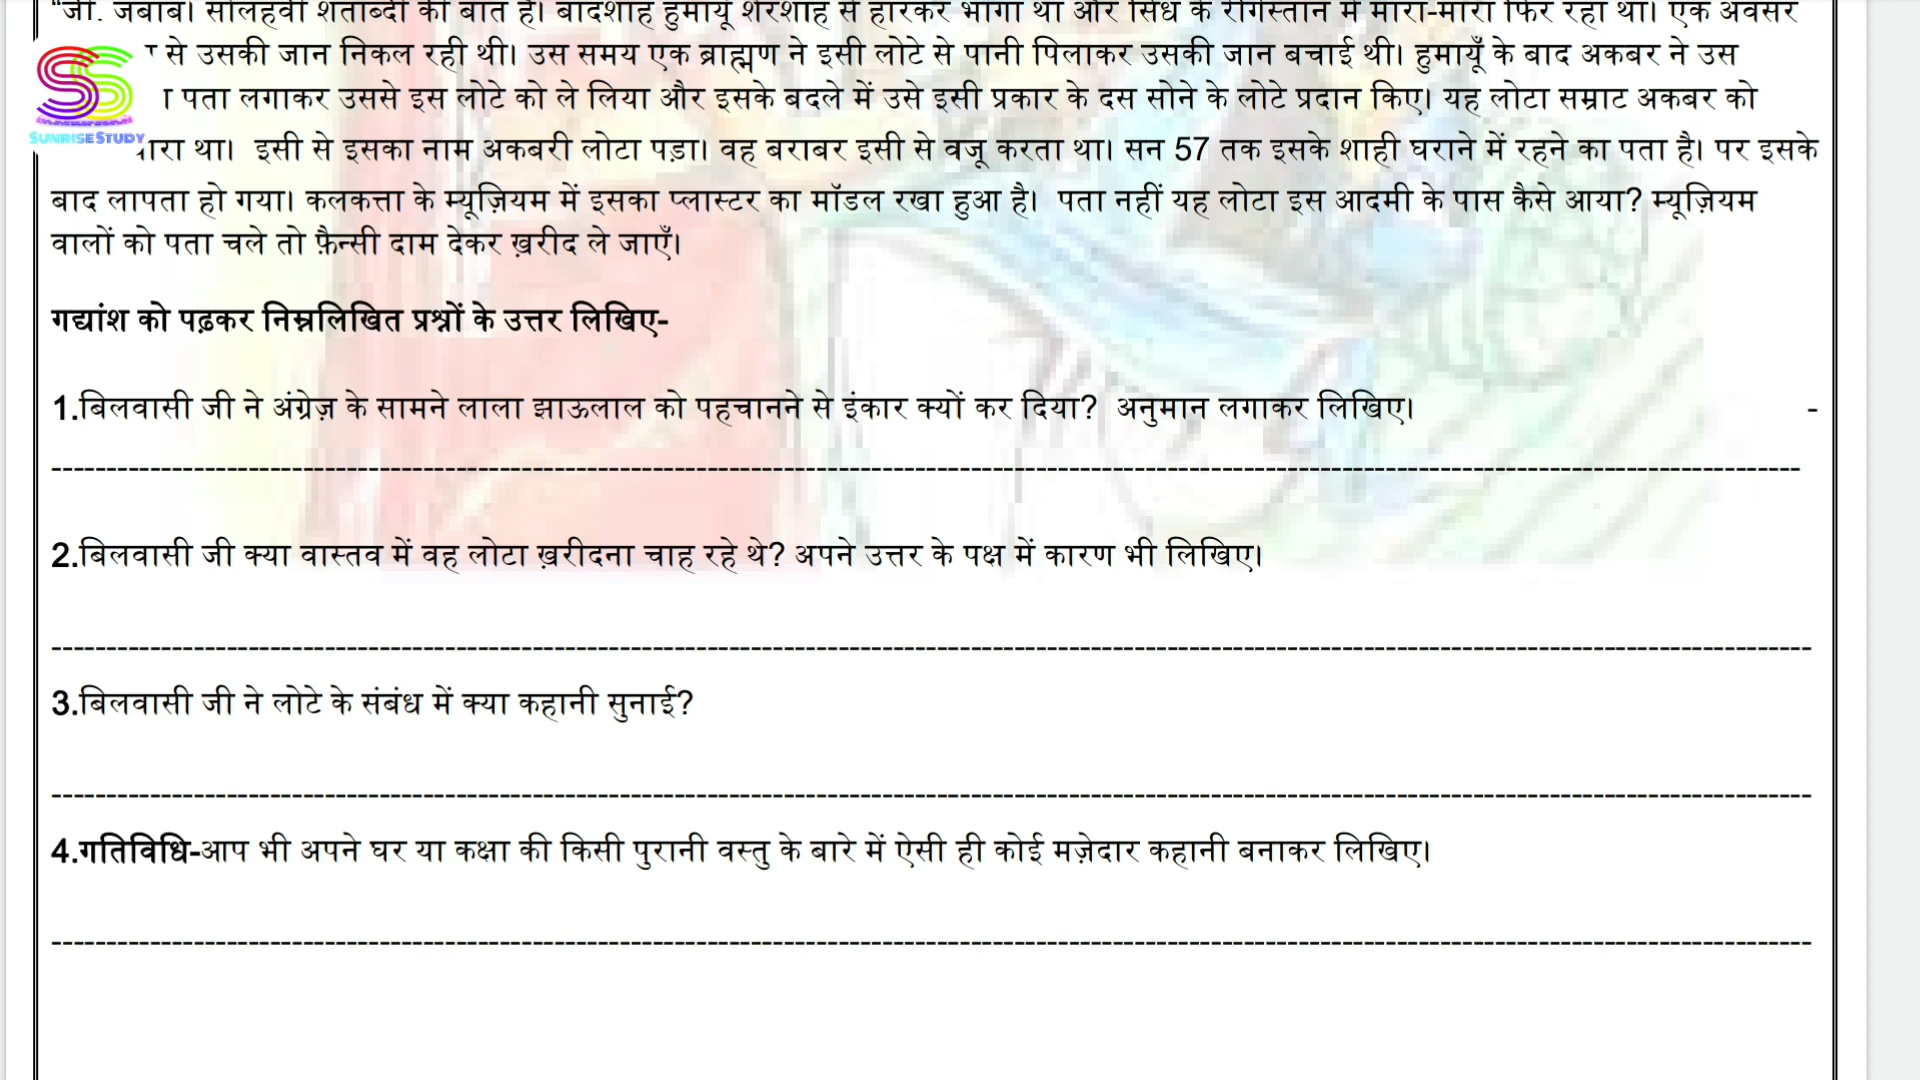 "जी, जनाब। सोलहवीं शताब्दी की बात है। बादशाह हुमायूँ शेरशाह से हारकर भागा था और सिंध के रेगिस्तान में मारा-मारा फिर रहा था। एक अवसर
से उसकी जान निकल रही थी। उस समय एक ब्राह्मण ने इसी लोटे से पानी पिलाकर उसकी जान बचाई थी। हुमायूँ के बाद अकबर ने उस
पता लगाकर उससे इस लोटे को ले लिया और इसके बदले में उसे इसी प्रकार के दस सोने के लोटे प्रदान किए। यह लोटा सम्राट अकबर को
SUNRISE STUDY
था। इसी से इसका नाम अकबरी लोटा पड़ा। वह बराबर इसी से वजू करता था। सन 57 तक इसके शाही घराने में रहने का पता है। पर इसके
बाद लापता हो गया। कलकत्ता के म्यूज़ियम में इसका प्लास्टर का मॉडल रखा हुआ है। पता नहीं यह लोटा इस आदमी के पास कैसे आया? म्यूज़ियम
वालों को पता चले तो फ़ैन्सी दाम देकर ख़रीद ले जाएँ।
गद्यांश को पढ़कर निम्नलिखित प्रश्नों के उत्तर लिखिए-
1.बिलवासी जी ने अंग्रेज़ के सामने लाला झाऊलाल को पहचानने से इंकार क्यों कर दिया? अनुमान लगाकर लिखिए। -
2.बिलवासी जी क्या वास्तव में वह लोटा ख़रीदना चाह रहे थे? अपने उत्तर के पक्ष में कारण भी लिखिए।
3.बिलवासी जी ने लोटे के संबंध में क्या कहानी सुनाई?
4.गतिविधि-आप भी अपने घर या कक्षा की किसी पुरानी वस्तु के बारे में ऐसी ही कोई मज़ेदार कहानी बनाकर लिखिए।